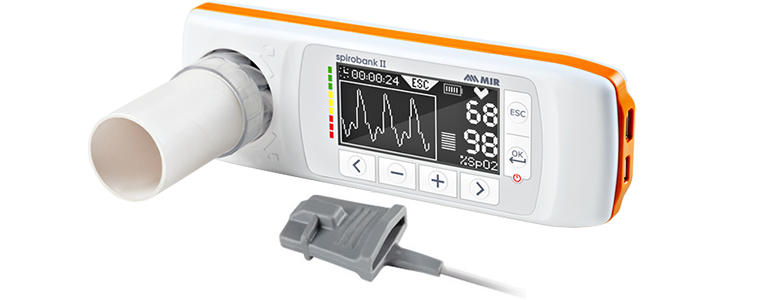 spirobank II
MIR
00:00:24 ESC
68
98
%SpO2
ESC
OK
< − + >